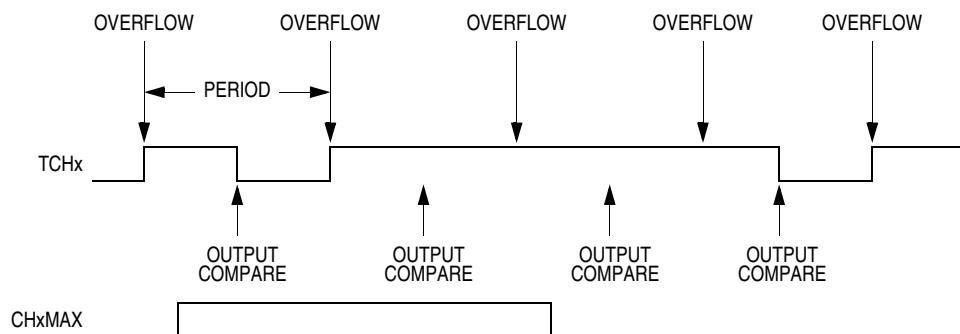 OVERFLOW OVERFLOW OVERFLOW OVERFLOW OVERFLOW
PERIOD
TCHx
OUTPUT COMPARE
OUTPUT COMPARE
OUTPUT COMPARE
OUTPUT COMPARE
CHxMAX